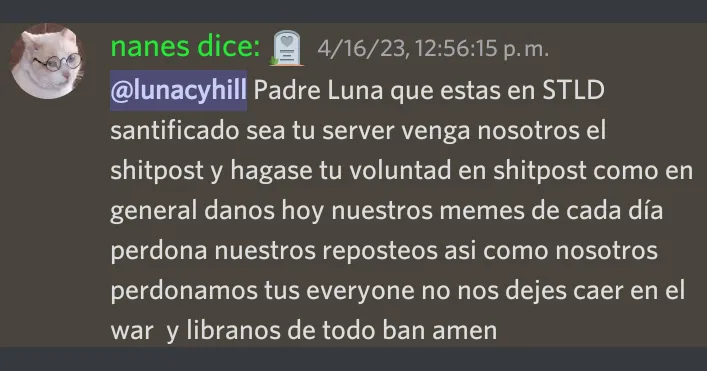 nanes dice: 4/16/23, 12:56:15 p. m.
@lunacyhill Padre Luna que estas en STLD
santificado sea tu server venga nosotros el
shitpost y hagase tu voluntad en shitpost como en
general danos hoy nuestros memes de cada día
perdona nuestros reposteos asi como nosotros
perdonamos tus everyone no nos dejes caer en el
war y libranos de todo ban amen